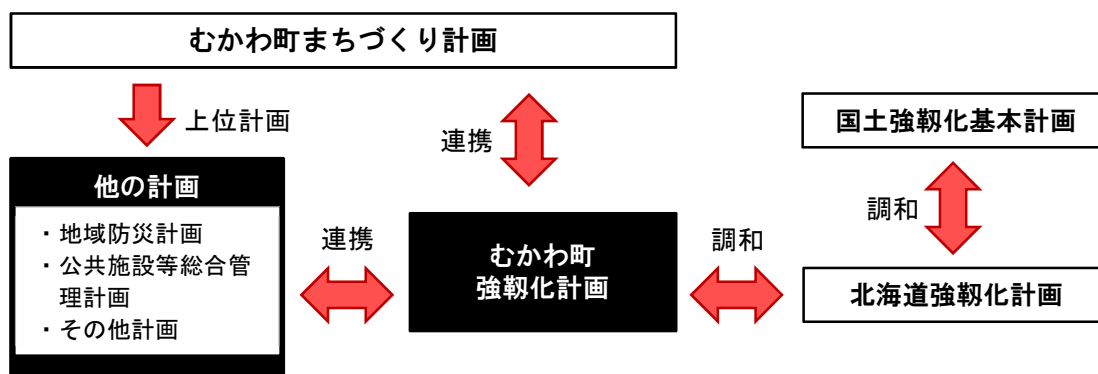 むかわ町まちづくり計画
上位計画
連携
国土強靱化基本計画
他の計画
・地域防災計画
・公共施設等総合管
理計画
・その他計画
連携
むかわ町
強靱化計画
調和
調和
北海道強靱化計画